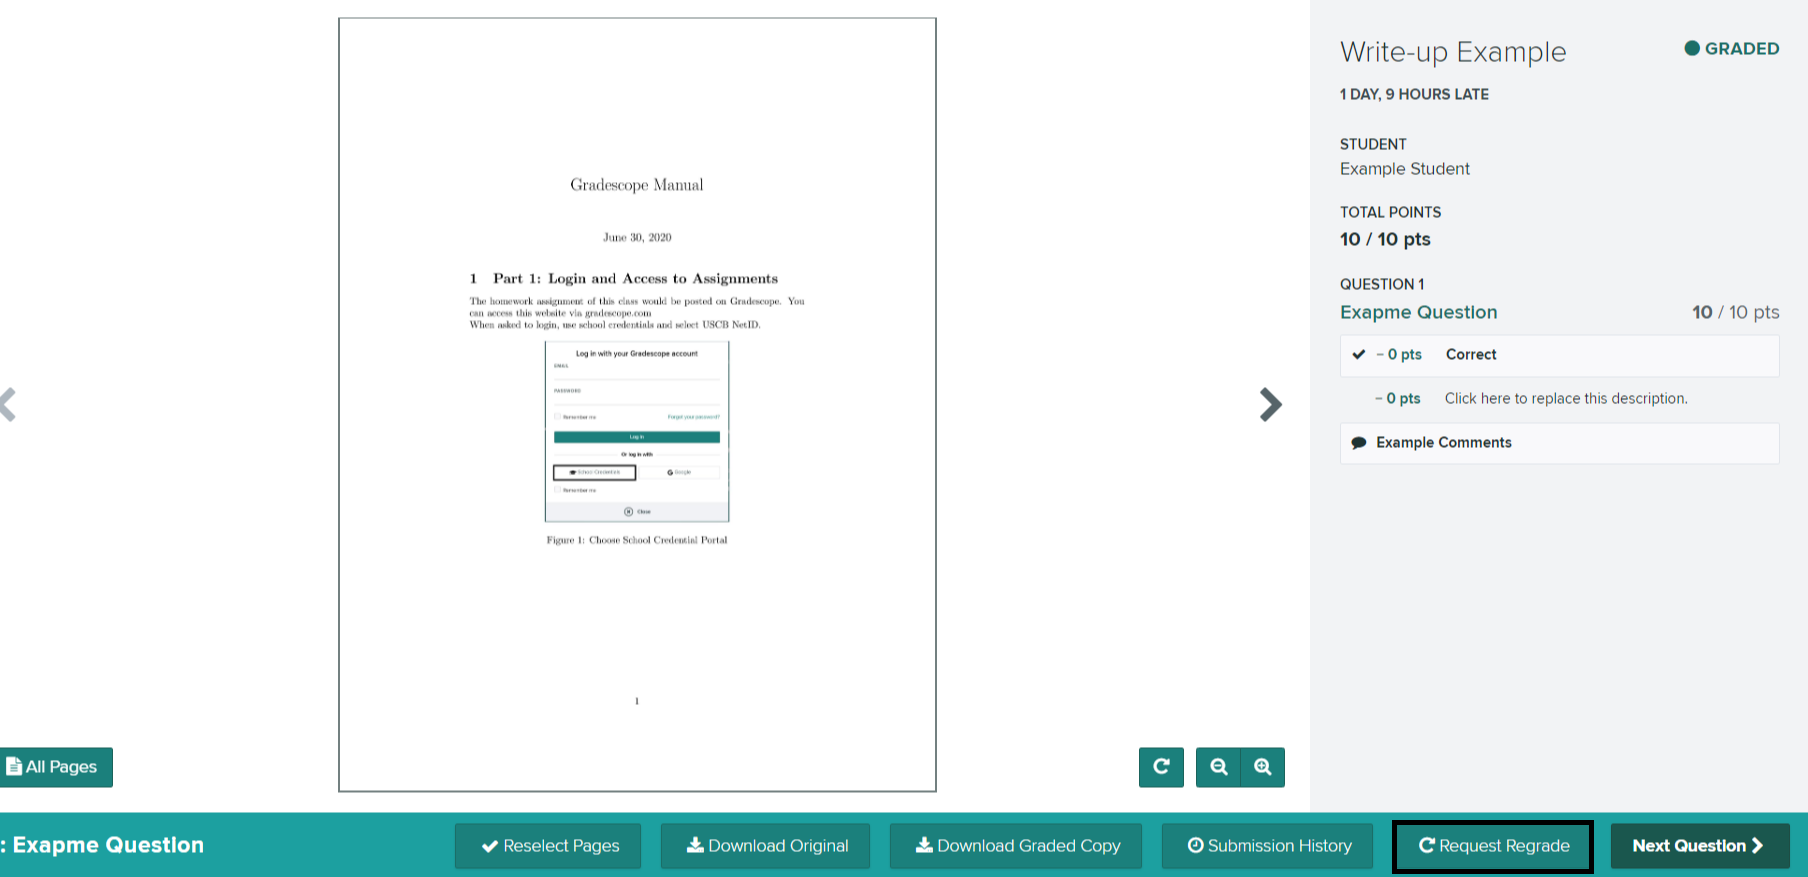 Gradescope Manual
June 30, 2020
1 Part 1: Login and Access to Assignments
The homework assignment of this class would be posted on Gradescope. You
can access this website via gradescope.com
When asked to login, use school credentials and select USCB NetID.
Log in with your Gradescope account
EMAIL
PASSWORD
Remember me
Forgot your password?
Log In
Or log in with
School Credentials
Google
Remember me
Close
Figure 1: Choose School Credential Portal
1
All Pages
Write-up Example
GRADED
1 DAY, 9 HOURS LATE
STUDENT
Example Student
TOTAL POINTS
10 / 10 pts
QUESTION 1
Exapme Question 10 / 10 pts
– 0 pts Correct
– 0 pts Click here to replace this description.
Example Comments
: Exapme Question
Reselect Pages
Download Original
Download Graded Copy
Submission History
Request Regrade
Next Question